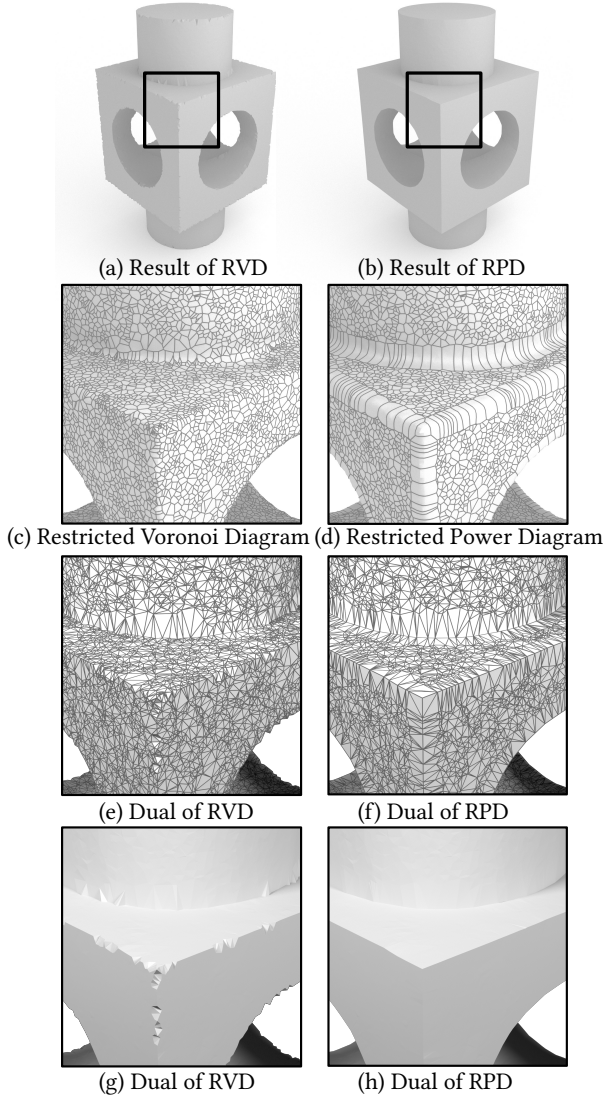 (a) Result of RVD
(b) Result of RPD
(c) Restricted Voronoi Diagram
(d) Restricted Power Diagram
(e) Dual of RVD
(f) Dual of RPD
(g) Dual of RVD
(h) Dual of RPD